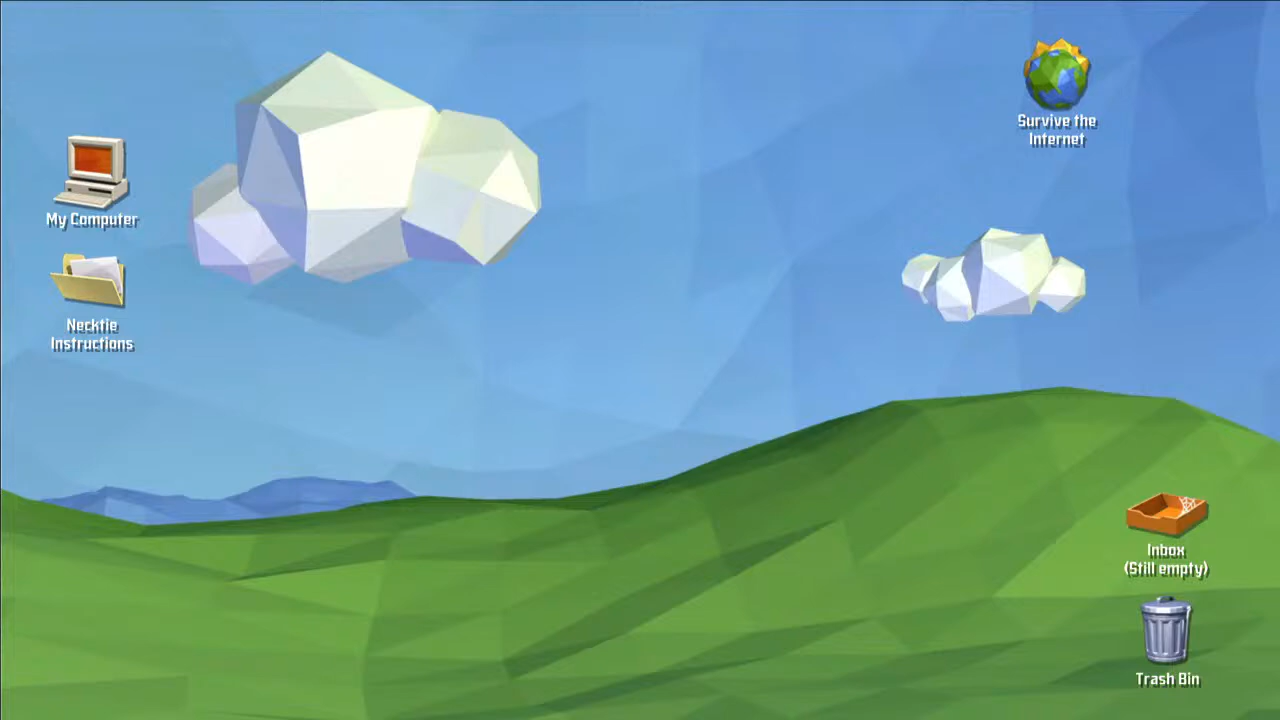 Survive the
Internet
My Computer
Necktie
Instructions
Inbox
(Still empty)
Trash Bin